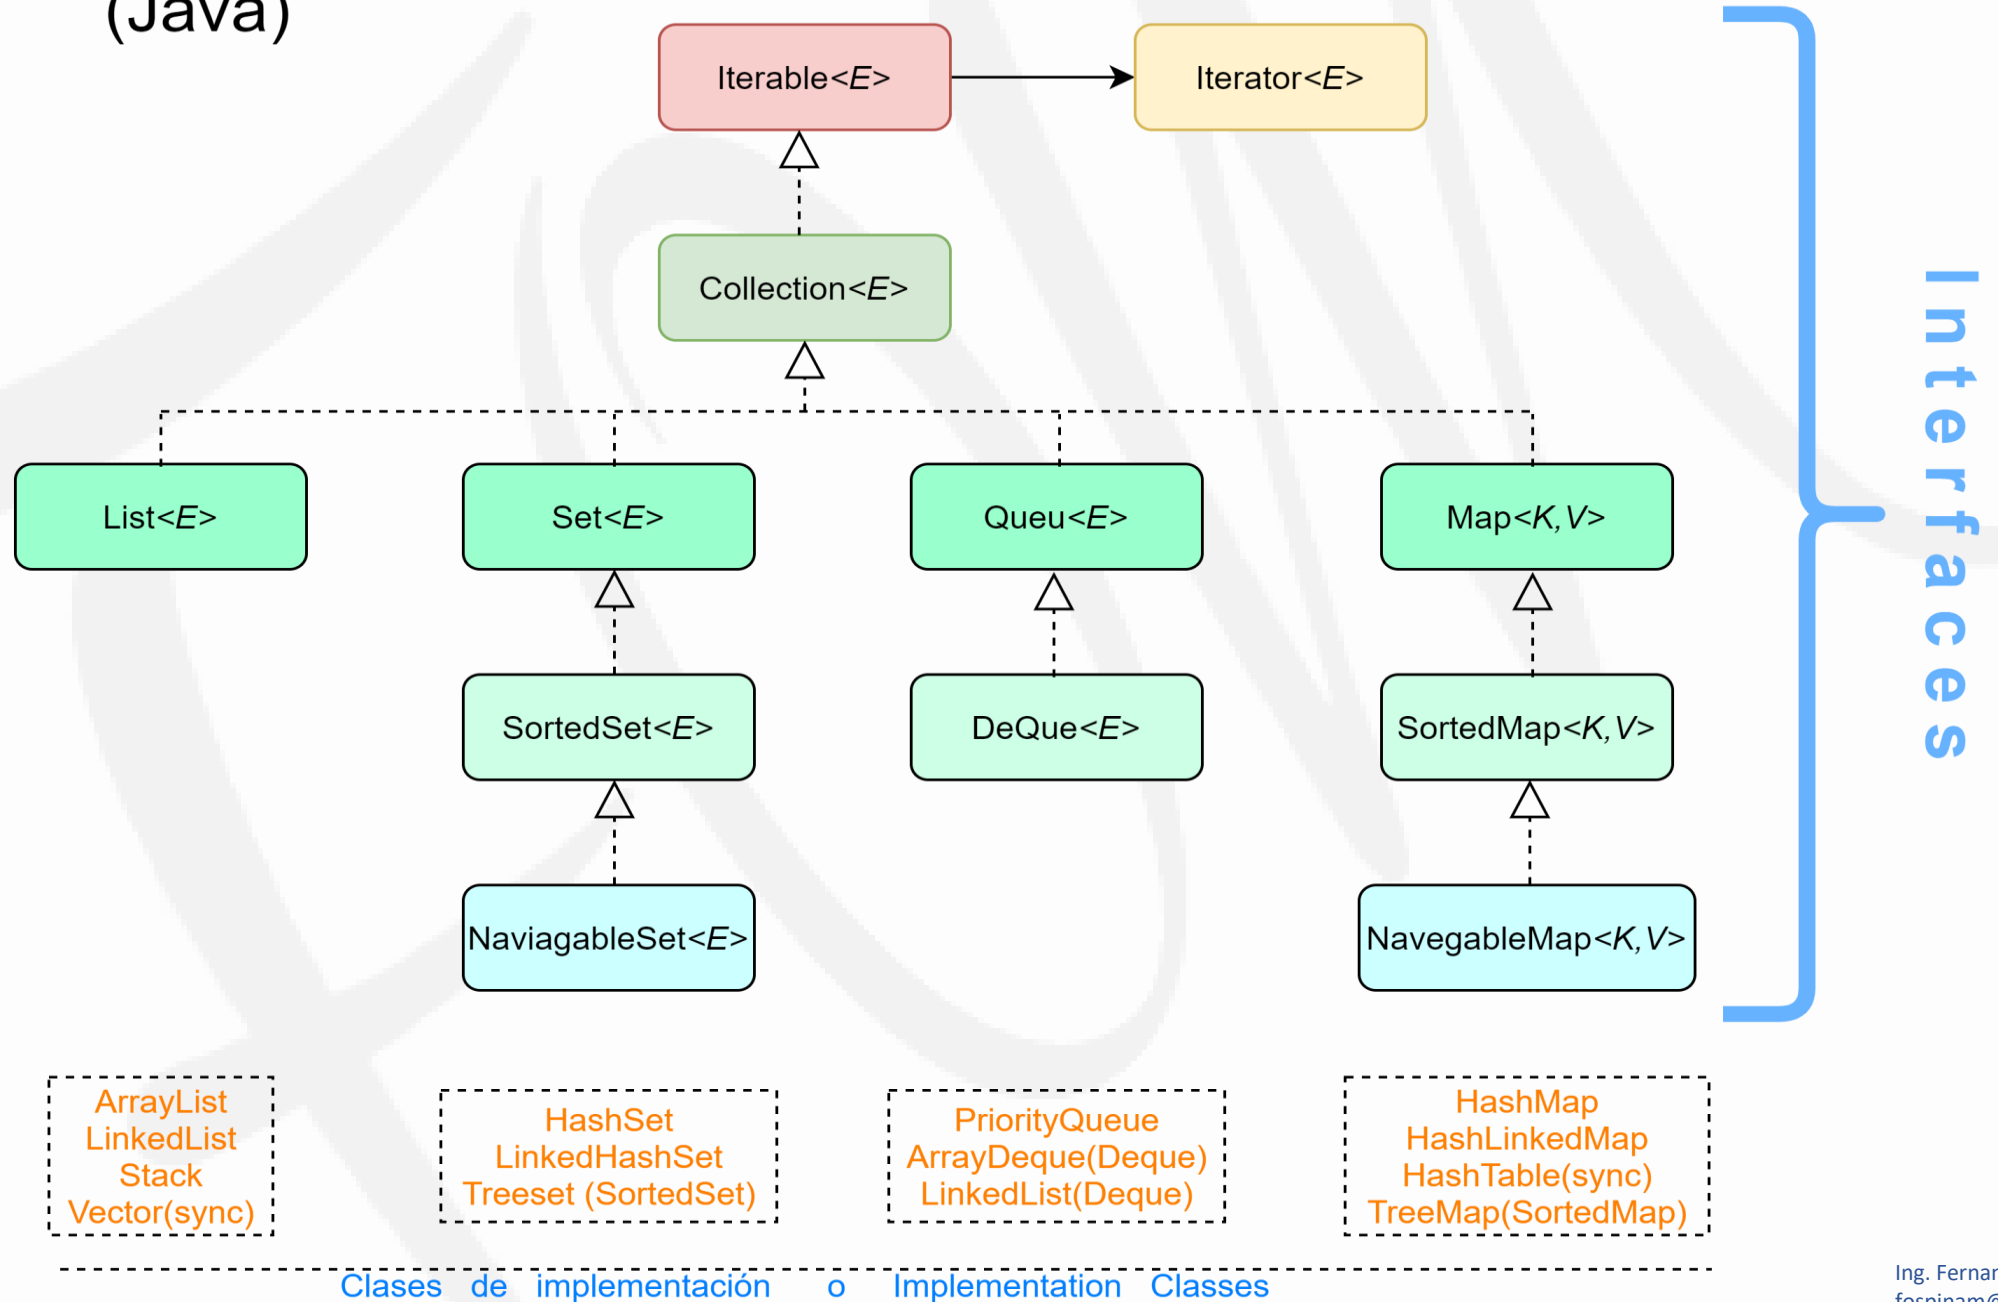 (Java)
Iterable<E>
Iterator<E>
Collection<E>
List<E>
Set<E>
Queu<E>
Map<K,V>
SortedSet<E>
DeQue<E>
SortedMap<K,V>
NaviagableSet<E>
NavegableMap<K,V>
Interfaces
ArrayList
LinkedList
Stack
Vector(sync)
HashSet
LinkedHashSet
Treeset (SortedSet)
PriorityQueue
ArrayDeque(Deque)
LinkedList(Deque)
HashMap
HashLinkedMap
HashTable(sync)
TreeMap(SortedMap)
Clases de implementación o Implementation Classes
Ing.